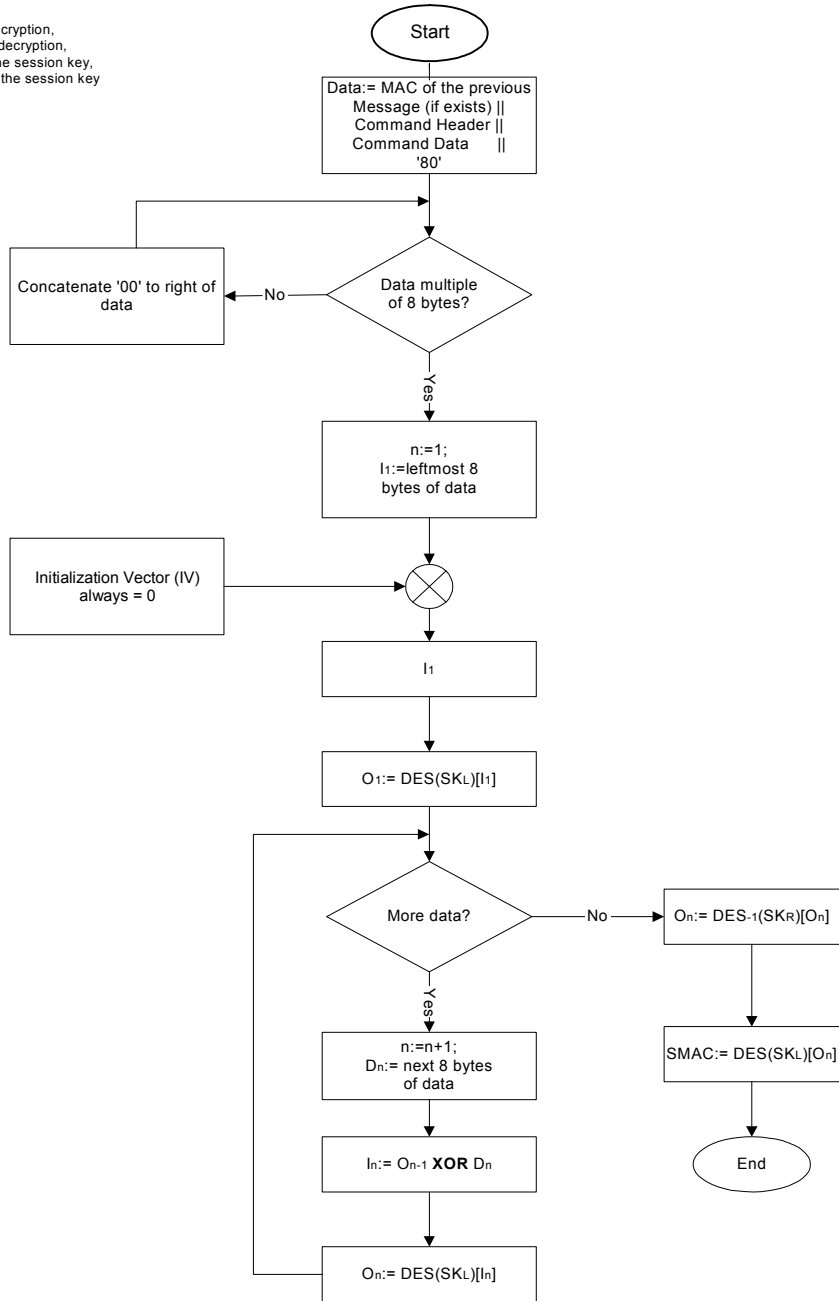 cryption,
decryption,
he session key,
the session key
Start
Data:= MAC of the previous
Message (if exists) ||
Command Header ||
Command Data ||
'80'
Concatenate '00' to right of
data
No
Data multiple
of 8 bytes?
Yes
n:=1;
I1:=leftmost 8
bytes of data
Initialization Vector (IV)
always = 0
I1
O1:= DES(SKL)[I1]
More data?
No
On:= DES-1(SKR)[On]
Yes
n:=n+1;
Dn:= next 8 bytes
of data
SMAC:= DES(SKL)[On]
In:= On-1 XOR Dn
End
On:= DES(SKL)[In]